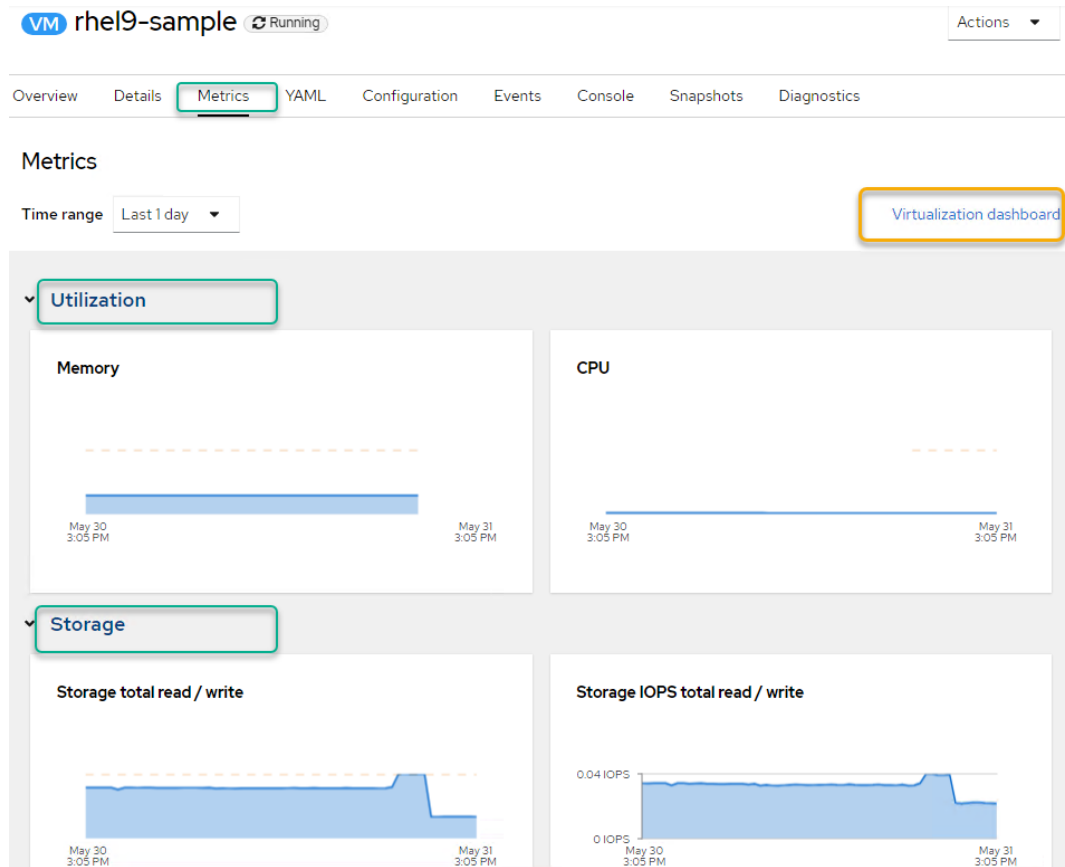 VM rhel9-sample Running
Actions
Overview Details Metrics YAML Configuration Events Console Snapshots Diagnostics
Metrics
Time range Last 1 day
Virtualization dashboard
Utilization
Memory
May 30
3:05 PM
May 31
3:05 PM
CPU
May 30
3:05 PM
May 31
3:05 PM
Storage
Storage total read / write
May 30
3:05 PM
May 31
3:05 PM
Storage IOPS total read / write
0.04 IOPS
0 IOPS
May 30
3:05 PM
May 31
3:05 PM